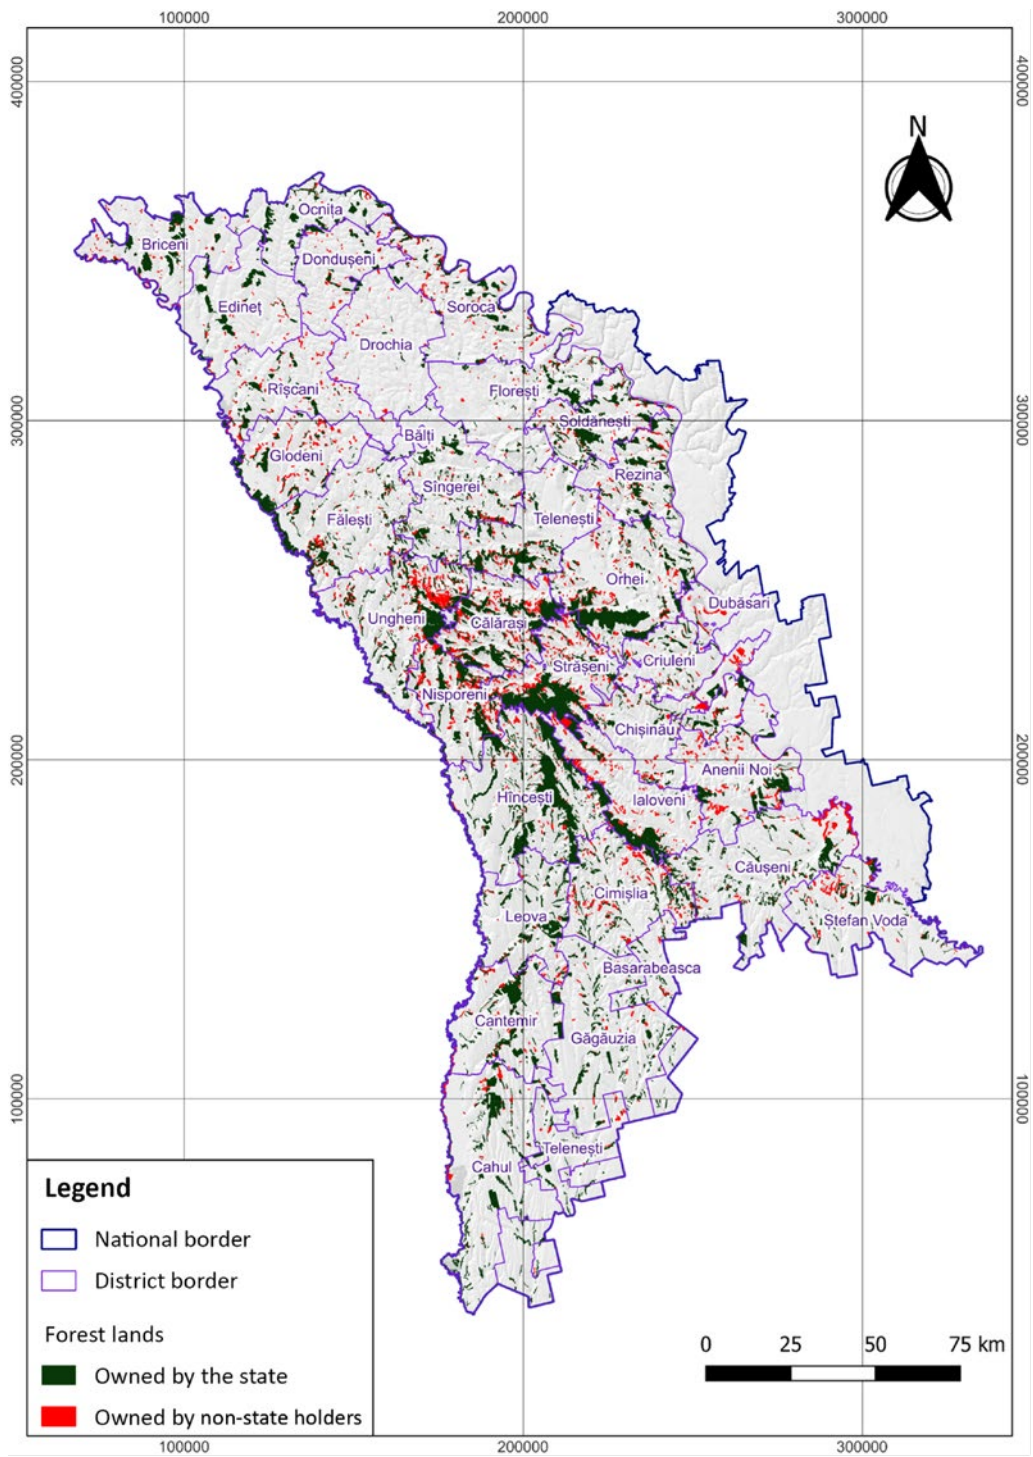 100000 200000 300000
400000 400000
N
Ocnița
Briceni
Dondușeni
Edineț
Soroca
Drochia
Rîșcani
Florești
300000 300000
Șoldănești
Bălți
Glodeni
Rezina
Sîngerei
Fălești
Telenești
Orhei
Dubăsari
Ungheni
Călărași
Criuleni
Strășeni
Nisporeni
Chișinău
200000 200000
Anenii Noi
Hîncești
Ialoveni
Căușeni
Cimișlia
Leova
Ștefan Voda
Basarabeasca
Cantemir
Găgăuzia
100000 100000
Telenești
Cahul
Legend
National border
District border
Forest lands
Owned by the state
Owned by non-state holders
0 25 50 75 km
100000 200000 300000